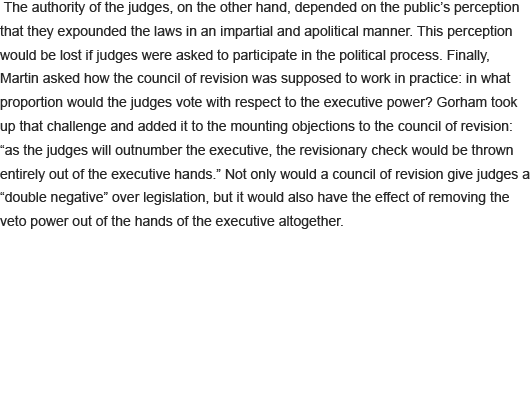 The authority of the judges, on the other hand, depended on the public’s perception
that they expounded the laws in an impartial and apolitical manner. This perception
would be lost if judges were asked to participate in the political process. Finally,
Martin asked how the council of revision was supposed to work in practice: in what
proportion would the judges vote with respect to the executive power? Gorham took
up that challenge and added it to the mounting objections to the council of revision:
“as the judges will outnumber the executive, the revisionary check would be thrown
entirely out of the executive hands.” Not only would a council of revision give judges a
“double negative” over legislation, but it would also have the effect of removing the
veto power out of the hands of the executive altogether.